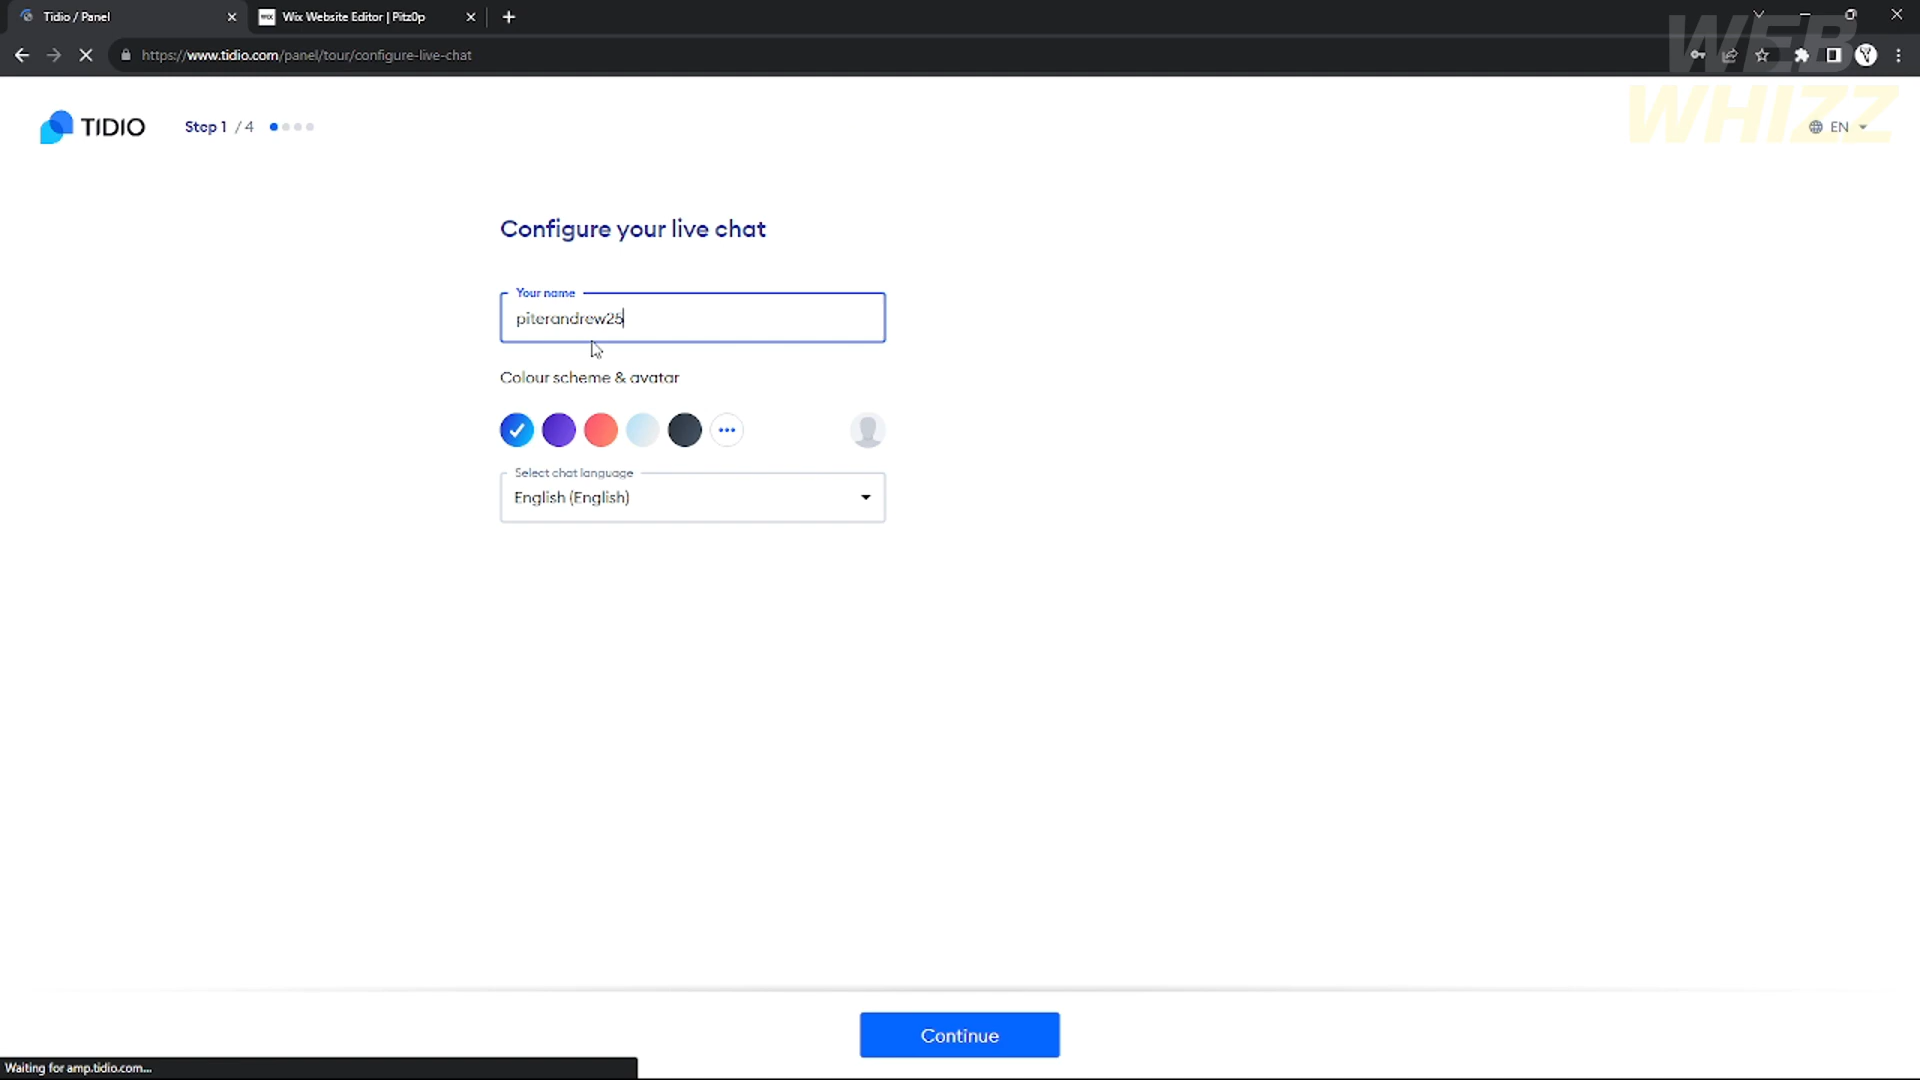 Tidio / Panel
Wix Website Editor | Pitz0p
https://www.tidio.com/panel/tour/configure-live-chat
WEB
WHIZZ
TIDIO
Step 1 / 4
EN
Configure your live chat
Your name
piterandrew25
Colour scheme & avatar
Select chat language
English (English)
Continue
Waiting for amp.tidio.com...